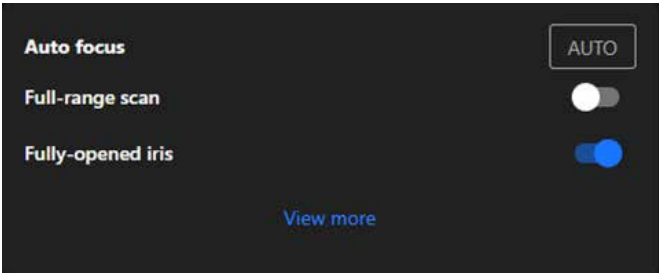 Auto focus
AUTO
Full-range scan
Fully-opened iris
View more